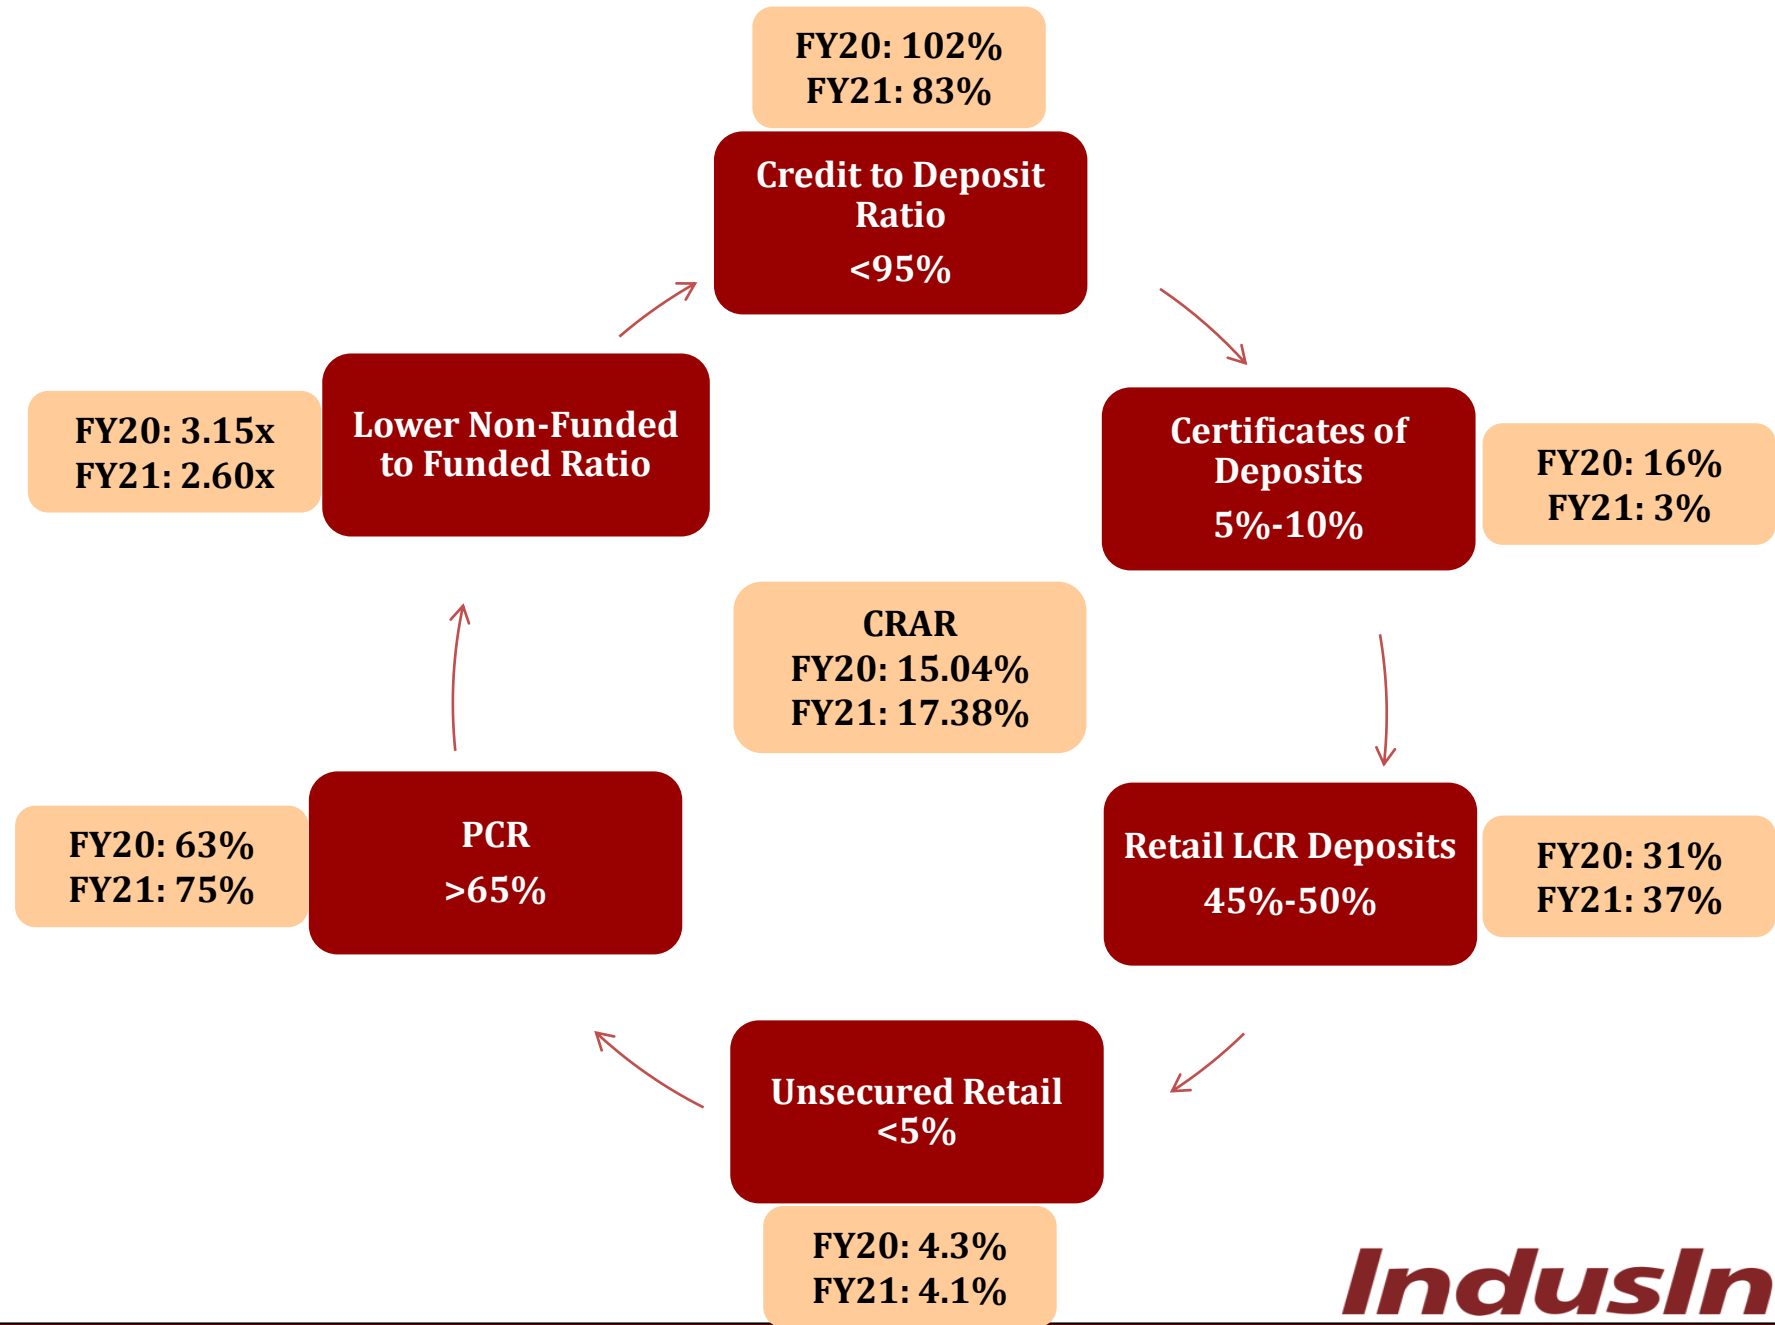 FY20: 102%
FY21: 83%
Credit to Deposit
Ratio
<95%
Certificates of
Deposits
5%-10%
FY20: 16%
FY21: 3%
Retail LCR Deposits
45%-50%
FY20: 31%
FY21: 37%
Unsecured Retail
<5%
FY20: 4.3%
FY21: 4.1%
PCR
>65%
FY20: 63%
FY21: 75%
Lower Non-Funded
to Funded Ratio
FY20: 3.15x
FY21: 2.60x
CRAR
FY20: 15.04%
FY21: 17.38%
IndusIn